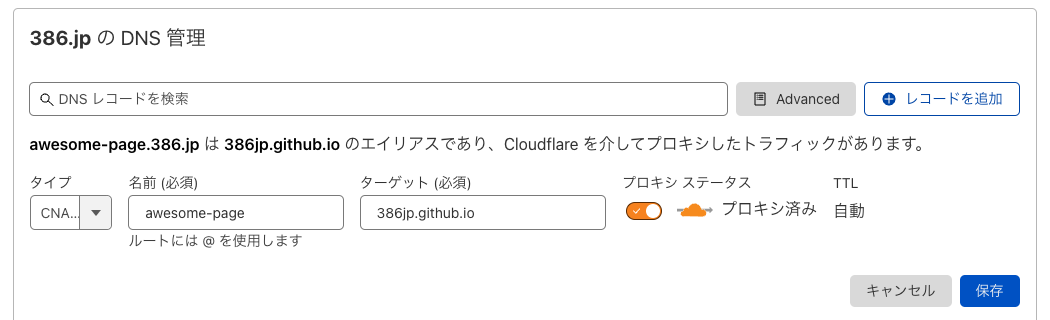 386.jp の DNS 管理
DNS レコードを検索
Advanced
レコードを追加
awesome-page.386.jp は 386jp.github.io のエイリアスであり、Cloudflare を介してプロキシしたトラフィックがあります。
タイプ
名前 (必須)
ターゲット (必須)
プロキシ ステータス
TTL
CNA...
awesome-page
386jp.github.io
プロキシ済み
自動
ルートには @ を使用します
キャンセル
保存